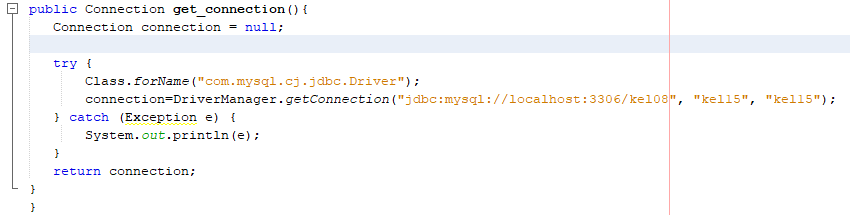 public Connection get_connection(){
Connection connection = null;
try {
Class.forName("com.mysql.cj.jdbc.Driver");
connection=DriverManager.getConnection("jdbc:mysql://localhost:3306/kel08", "kel15", "kel15");
} catch (Exception e) {
System.out.println(e);
}
return connection;
}
}